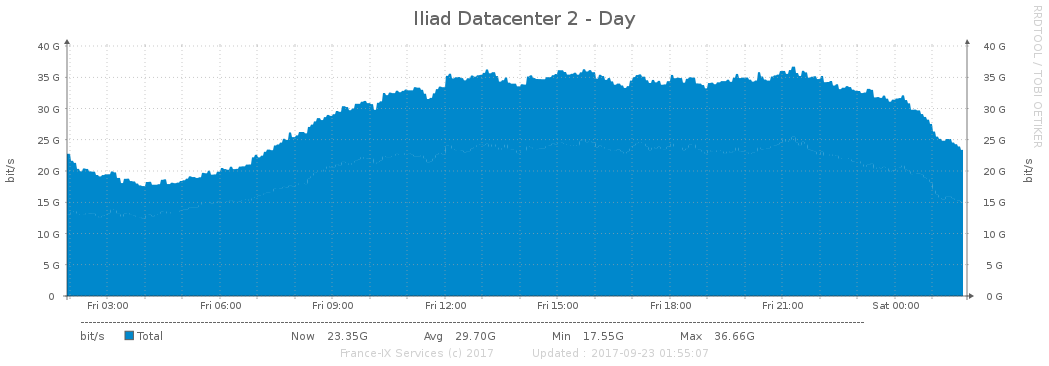 Iliad Datacenter 2 - Day
RRDTOOL / TOBI OETIKER
bit/s
40 G 40 G
35 G 35 G
30 G 30 G
25 G 25 G
20 G 20 G
15 G 15 G
10 G 10 G
5 G 5 G
0 0 G
bit/s
Fri 03:00 Fri 06:00 Fri 09:00 Fri 12:00 Fri 15:00 Fri 18:00 Fri 21:00 Sat 00:00
bit/s Total Now 23.35G Avg 29.70G Min 17.55G Max 36.66G
France-IX Services (c) 2017 Updated : 2017-09-23 01:55:07